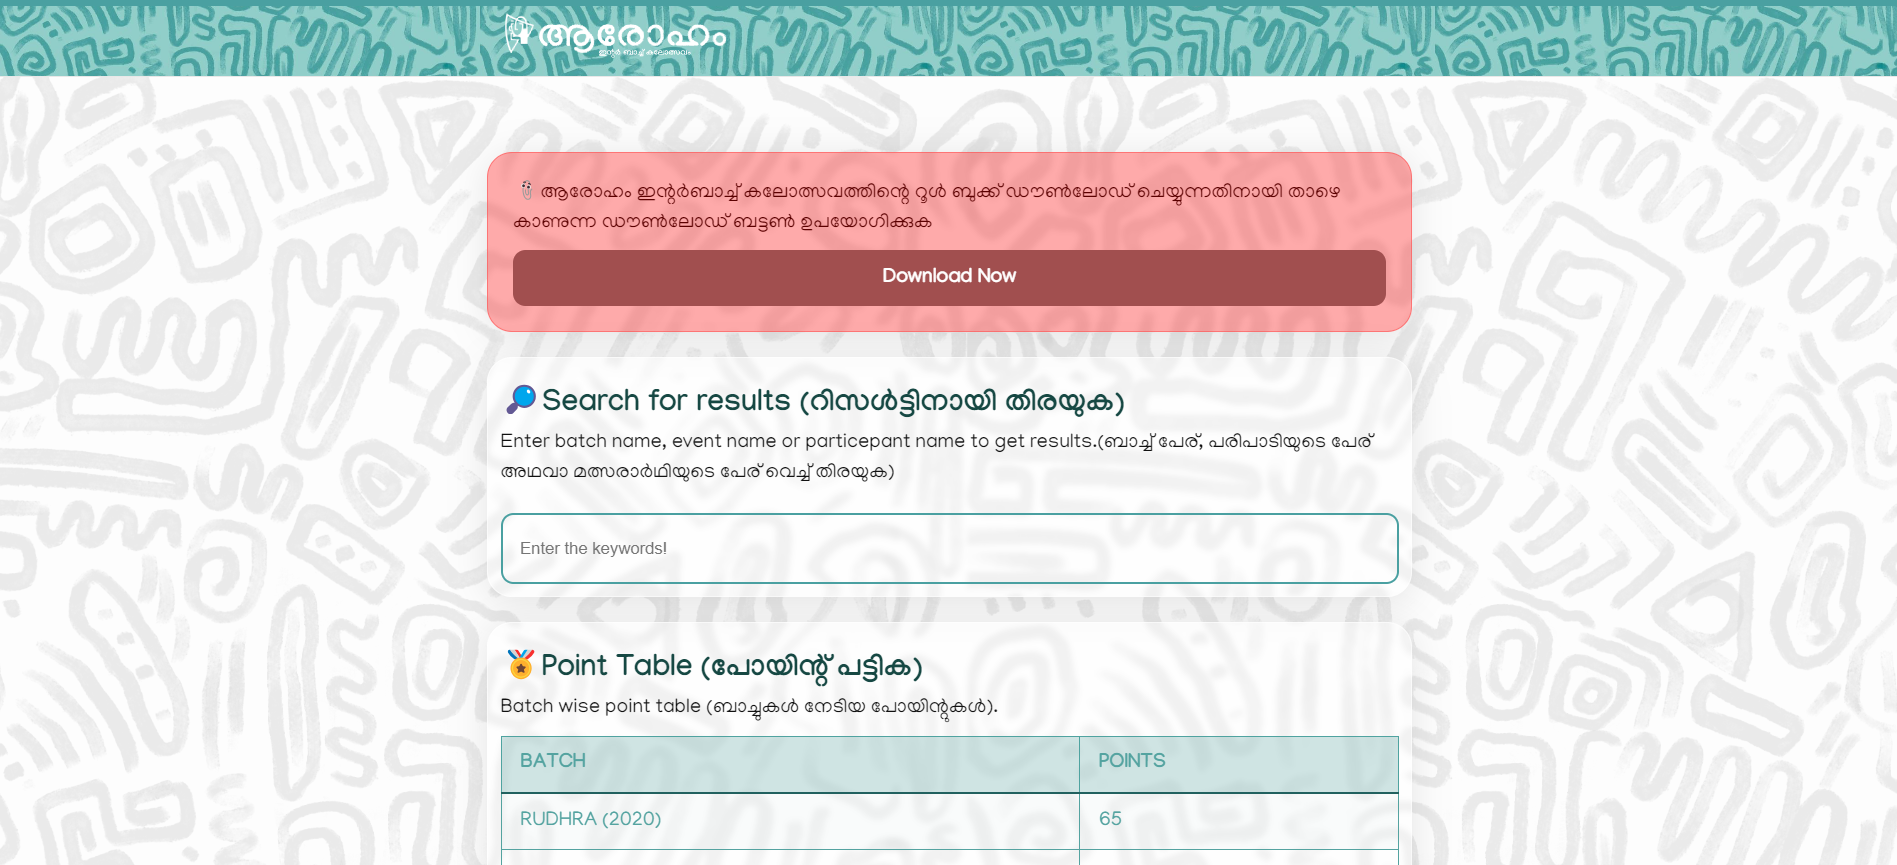 ആരോഹം
ഇന്റർ ബാച്ച് കലോത്സവം
ആരോഹം ഇന്റർബാച്ച് കലോത്സവത്തിന്റെ റൂൾ ബുക്ക് ഡൗൺലോഡ് ചെയ്യുന്നതിനായി താഴെ
കാണുന്ന ഡൗൺലോഡ് ബട്ടൺ ഉപയോഗിക്കുക
Download Now
Search for results (റിസൾട്ടിനായി തിരയുക)
Enter batch name, event name or particepant name to get results.(ബാച്ച് പേര്, പരിപാടിയുടെ പേര്
അഥവാ മത്സരാർഥിയുടെ പേര് വെച്ച് തിരയുക)
Enter the keywords!
Point Table (പോയിന്റ് പട്ടിക)
Batch wise point table (ബാച്ചുകൾ നേടിയ പോയിന്റുകൾ).
BATCH POINTS
RUDHRA (2020) 65